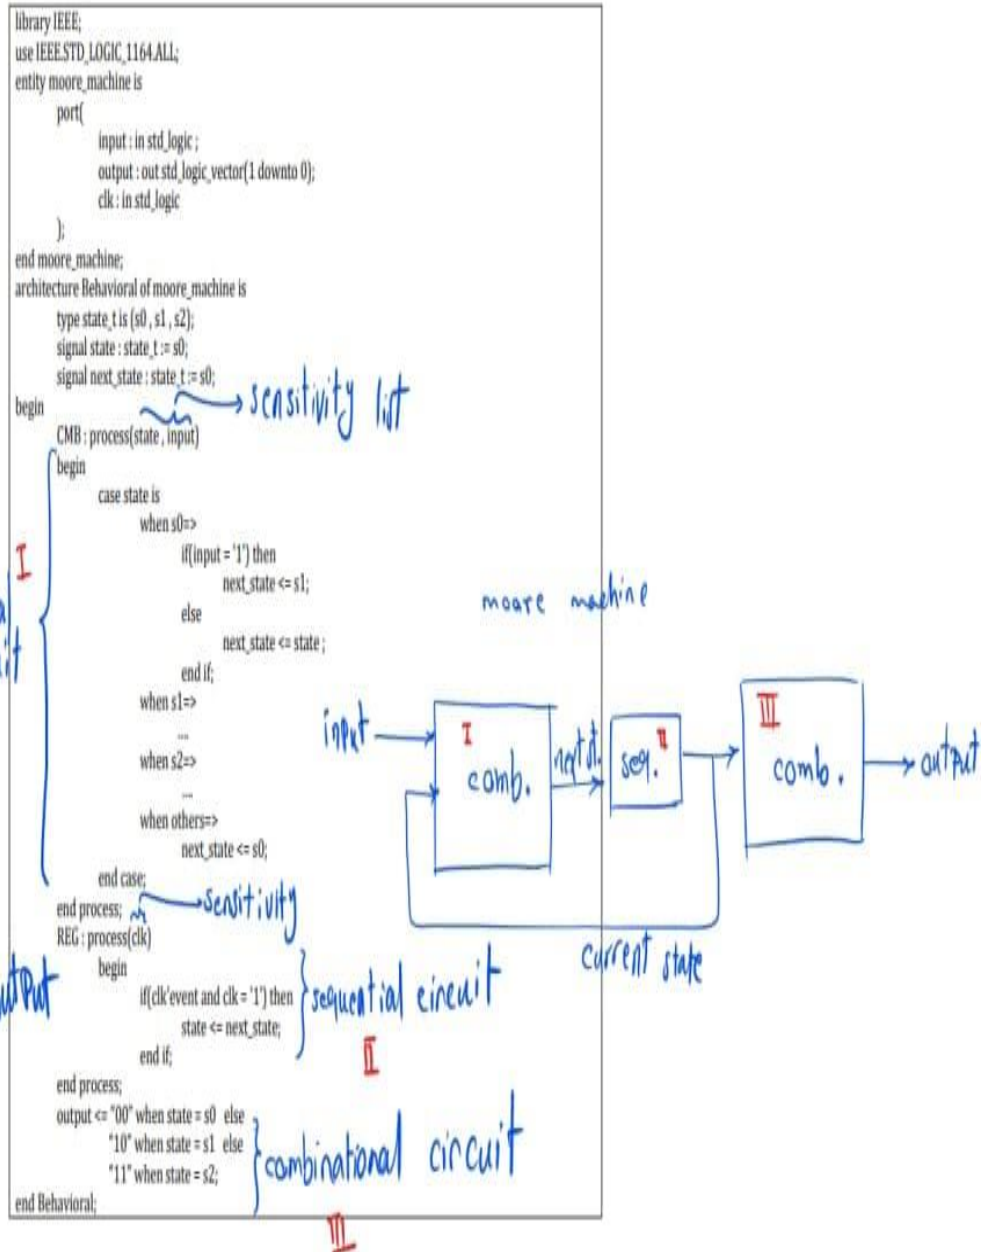 library IEEE;
use IEEE.STD_LOGIC_1164.ALL;
entity moore_machine is
port(
input : in std_logic ;
output : out std_logic_vector(1 downto 0);
clk : in std_logic
);
end moore_machine;
architecture Behavioral of moore_machine is
type state_t is (s0 , s1 , s2);
signal state : state_t := s0;
signal next_state : state_t := s0;
begin
sensitivity list
CMB : process(state , input)
begin
case state is
when s0=>
I
if(input = '1') then
next_state <= s1;
else
next_state <= state ;
end if;
when s1=>
...
when s2=>
...
when others=>
next_state <= s0;
end case;
end process;
sensitivity
REG : process(clk)
begin
if(clk'event and clk = '1') then
state <= next_state;
end if;
sequential circuit
II
end process;
output <= "00" when state = s0 else
"10" when state = s1 else
"11" when state = s2;
combinational circuit
end Behavioral;
III
moore machine
input
I
comb.
next st.
seq.
II
III
comb.
output
current state